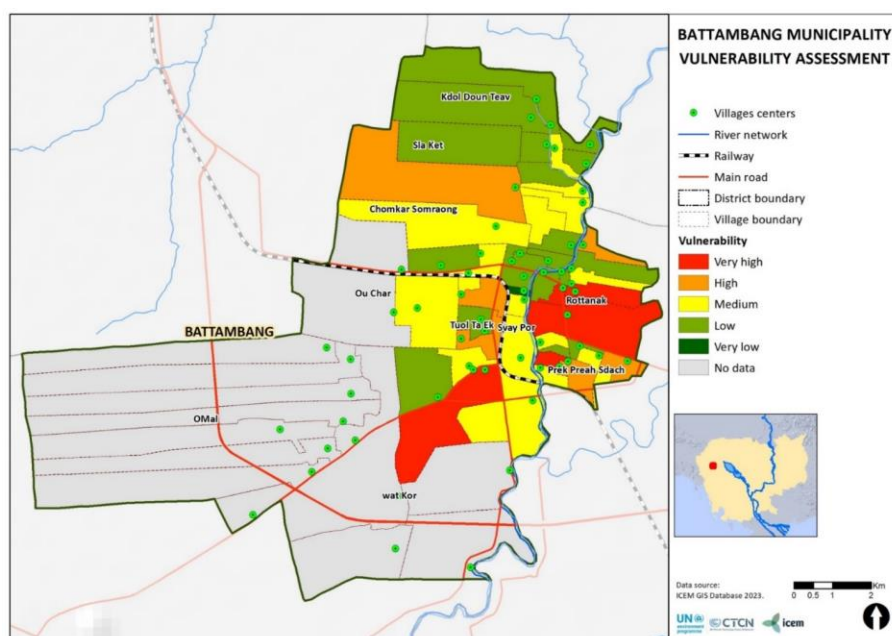 BATTAMBANG MUNICIPALITY
VULNERABILITY ASSESSMENT
Villages centers
River network
Railway
Main road
District boundary
Village boundary
Vulnerability
Very high
High
Medium
Low
Very low
No data
Kdol Doun Teav
Sla Ket
Chomkar Somraong
Ou Char
Rottanak
BATTAMBANG
Tuol Ta Ek
Svay Por
Prek Preah Sdach
OMal
wat Kor
Data source:
ICEM GIS Database 2023.
Km
0 0.5 1 2
UN
environment
programme
CTCN
icem